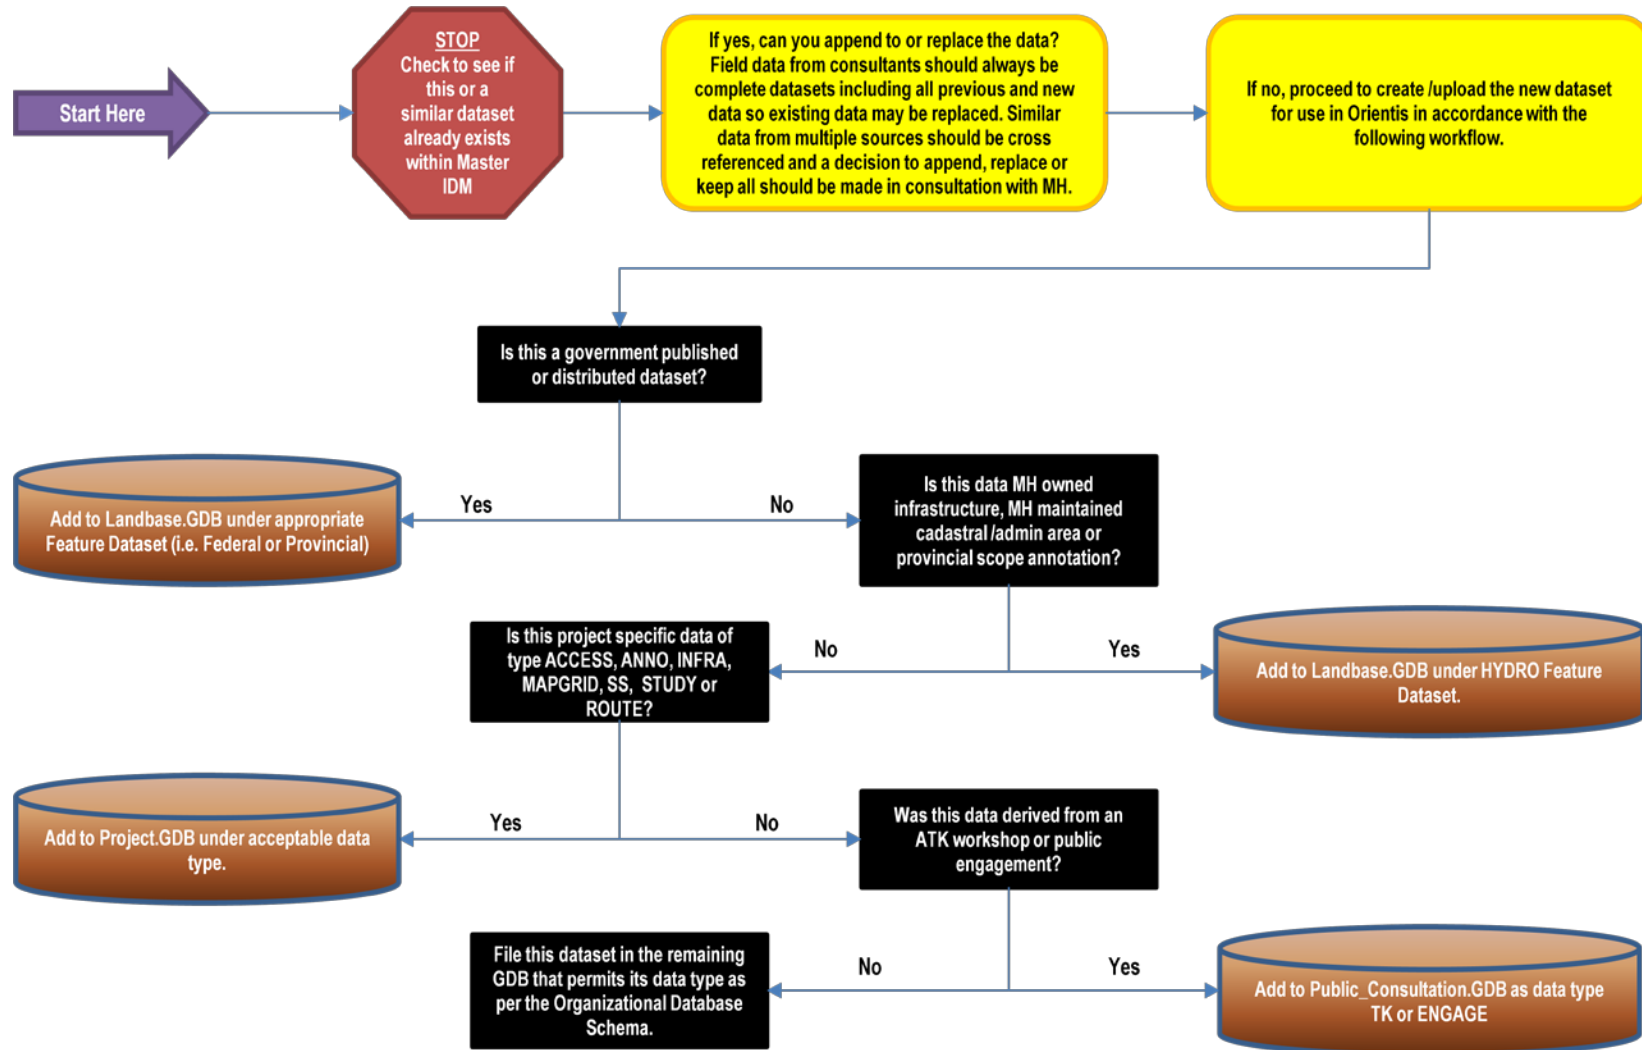 Start Here
STOP
Check to see if
this or a
similar dataset
already exists
within Master
IDM
If yes, can you append to or replace the data?
Field data from consultants should always be
complete datasets including all previous and new
data so existing data may be replaced. Similar
data from multiple sources should be cross
referenced and a decision to append, replace or
keep all should be made in consultation with MH.
If no, proceed to create /upload the new dataset
for use in Orientis in accordance with the
following workflow.
Is this a government published
or distributed dataset?
Yes
No
Add to Landbase.GDB under appropriate
Feature Dataset (i.e. Federal or Provincial)
Is this data MH owned
infrastructure, MH maintained
cadastral /admin area or
provincial scope annotation?
No
Yes
Is this project specific data of
type ACCESS, ANNO, INFRA,
MAPGRID, SS, STUDY or
ROUTE?
Add to Landbase.GDB under HYDRO Feature
Dataset.
Yes
No
Add to Project.GDB under acceptable data
type.
Was this data derived from an
ATK workshop or public
engagement?
No
Yes
File this dataset in the remaining
GDB that permits its data type as
per the Organizational Database
Schema.
Add to Public_Consultation.GDB as data type
TK or ENGAGE